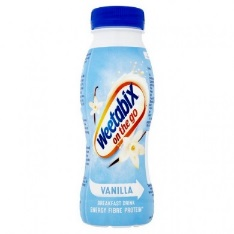 Weetabix
on the go
VANILLA
BREAKFAST DRINK
ENERGY FIBRE PROTEIN